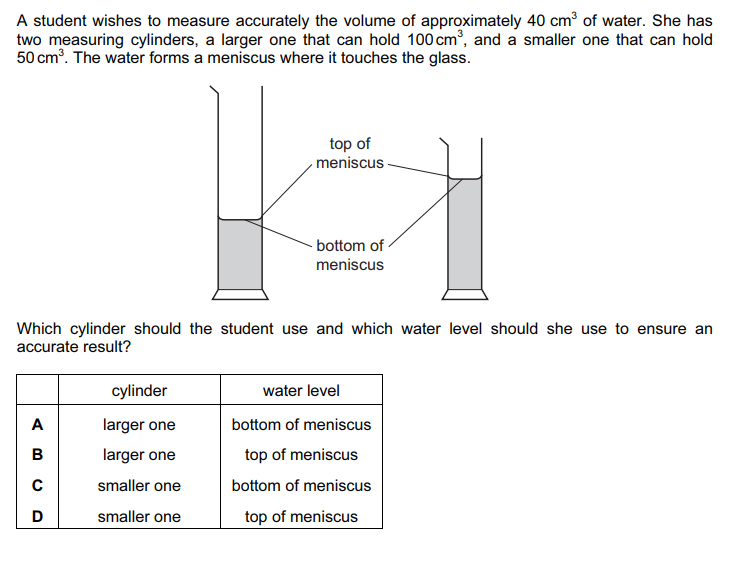 A student wishes to measure accurately the volume of approximately 40 cm³ of water. She has
two measuring cylinders, a larger one that can hold 100 cm³, and a smaller one that can hold
50 cm³. The water forms a meniscus where it touches the glass.
top of
meniscus
bottom of
meniscus
Which cylinder should the student use and which water level should she use to ensure an
accurate result?
cylinder water level
A larger one bottom of meniscus
B larger one top of meniscus
C smaller one bottom of meniscus
D smaller one top of meniscus